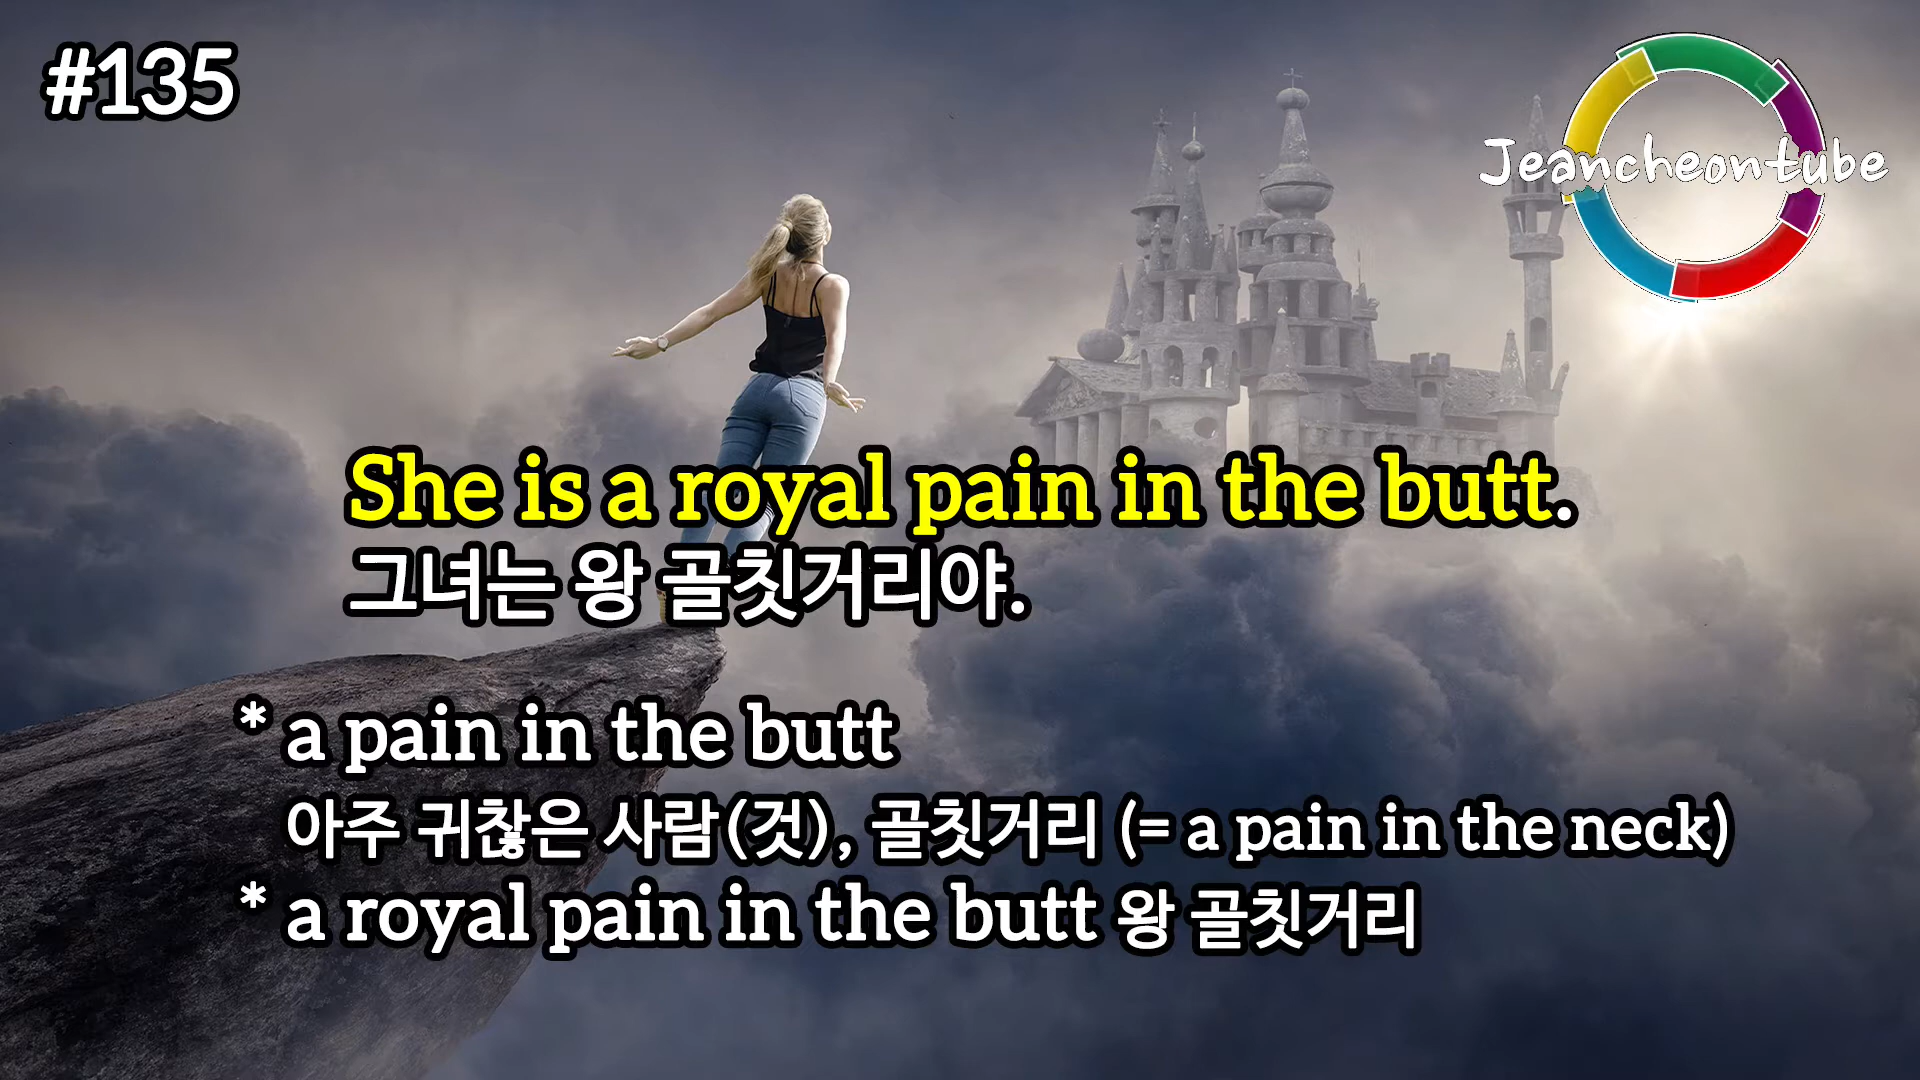 #135
Jeancheontube
She is a royal pain in the butt.
그녀는 왕 골칫거리야.
* a pain in the butt
아주 귀찮은 사람(것), 골칫거리 (= a pain in the neck)
* a royal pain in the butt 왕 골칫거리